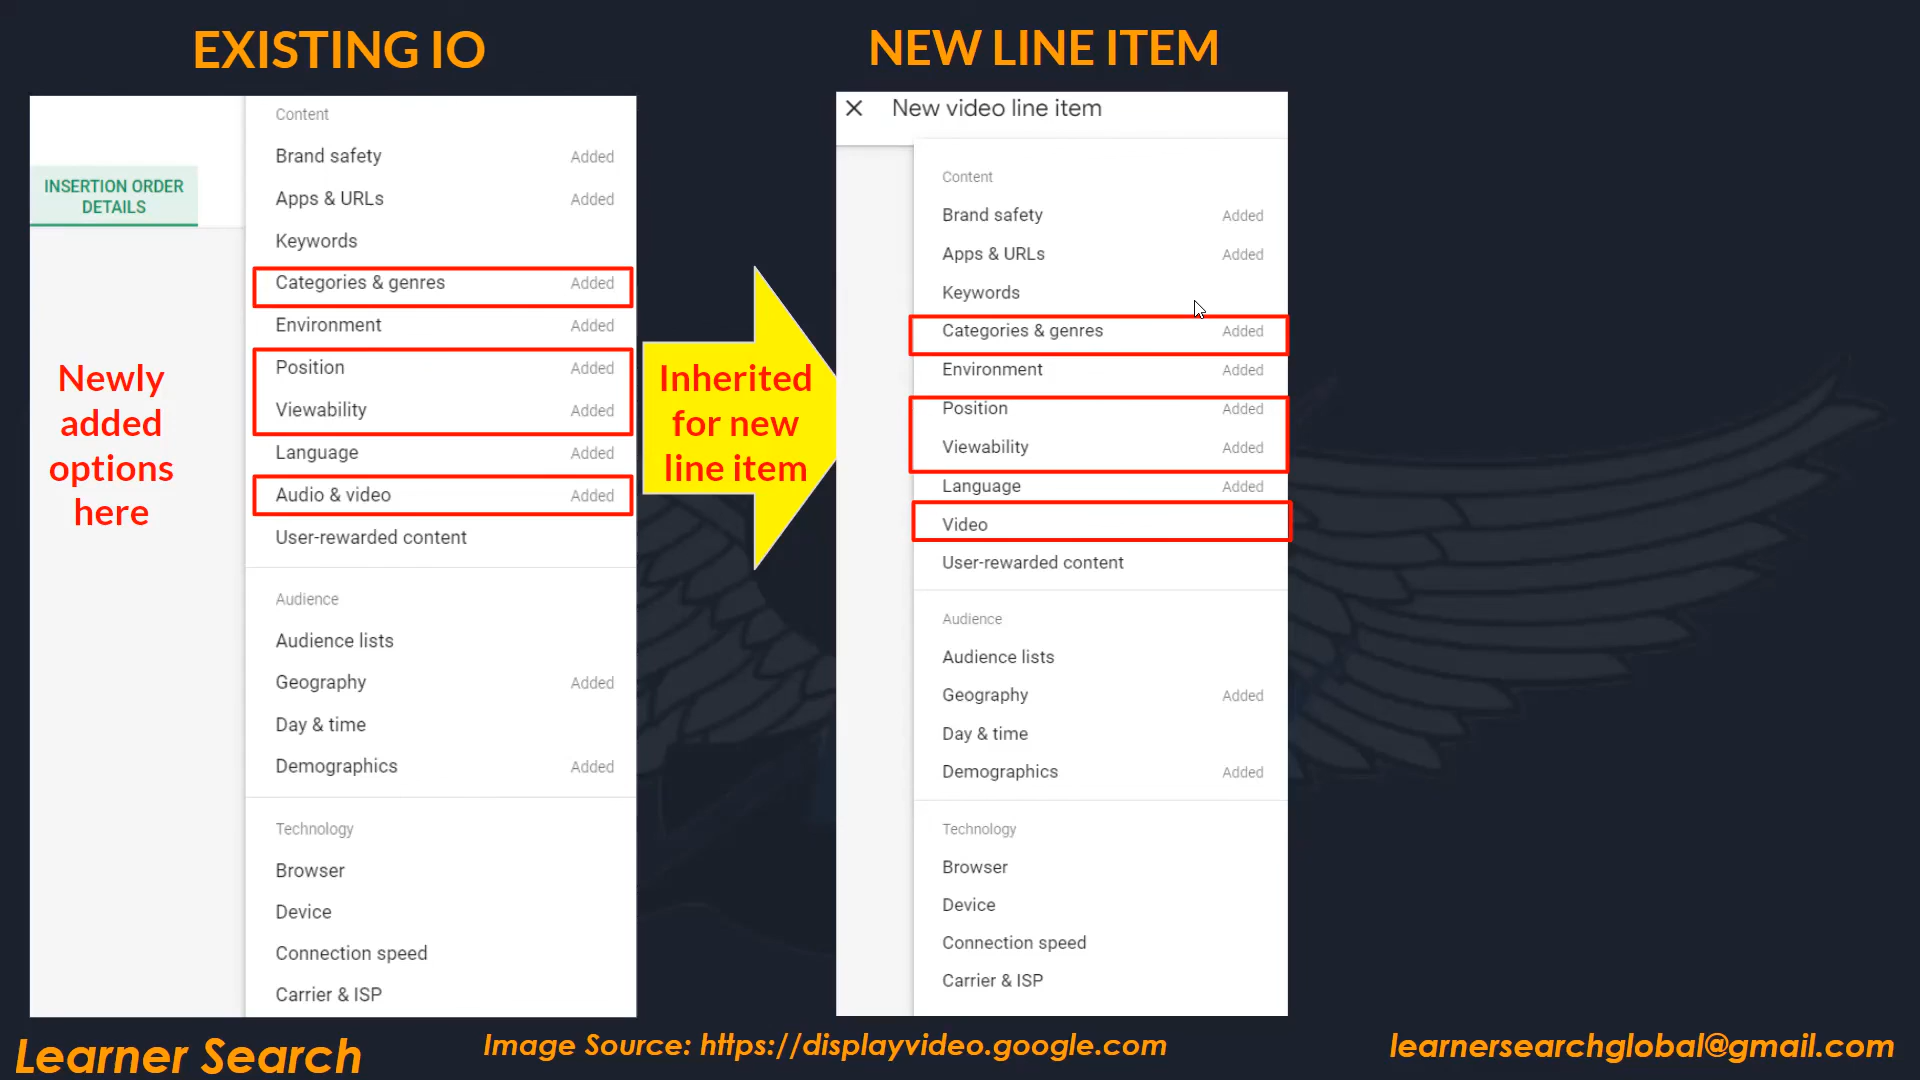 EXISTING IO
NEW LINE ITEM
INSERTION ORDER
DETAILS
Newly
added
options
here
Content
Brand safety Added
Apps & URLs Added
Keywords
Categories & genres Added
Environment Added
Position Added
Viewability Added
Language Added
Audio & video Added
User-rewarded content
Audience
Audience lists
Geography Added
Day & time
Demographics Added
Technology
Browser
Device
Connection speed
Carrier & ISP
Inherited
for new
line item
New video line item
Content
Brand safety Added
Apps & URLs Added
Keywords
Categories & genres Added
Environment Added
Position Added
Viewability Added
Language Added
Video
User-rewarded content
Audience
Audience lists
Geography Added
Day & time
Demographics Added
Technology
Browser
Device
Connection speed
Carrier & ISP
Learner Search
Image Source: https://displayvideo.google.com
learnersearchglobal@gmail.com